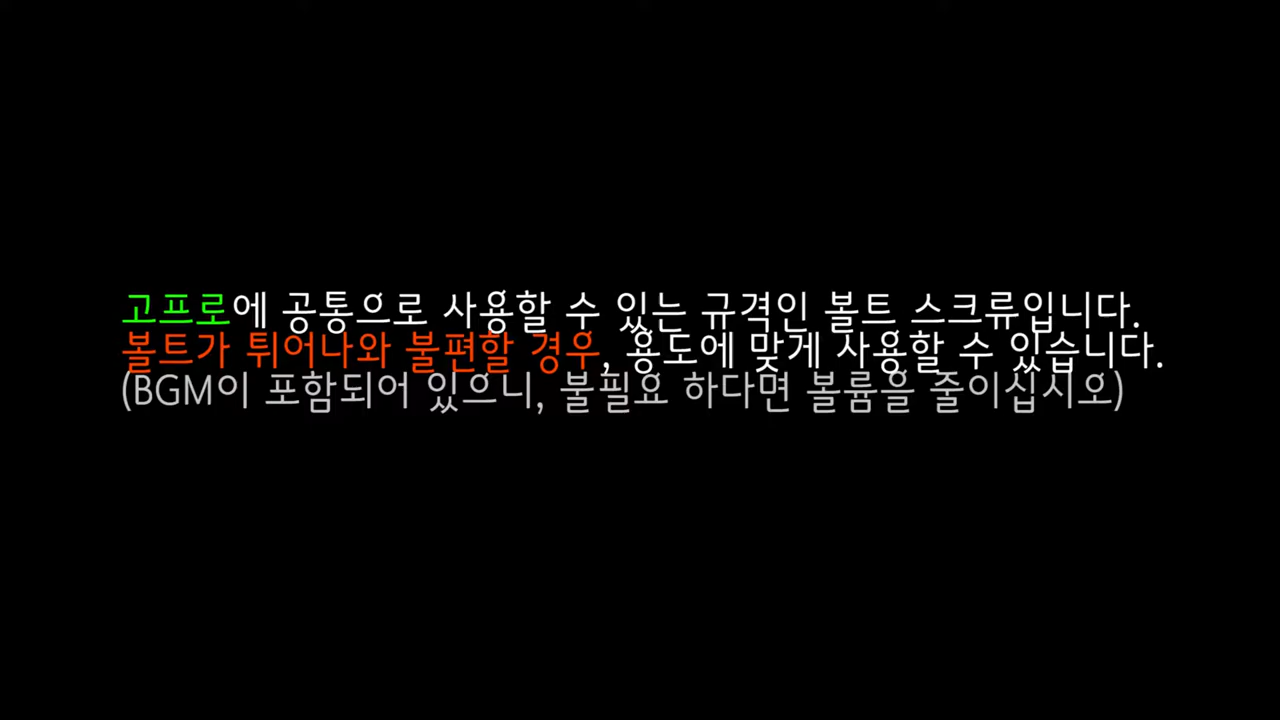 고프로에 공통으로 사용할 수 있는 규격인 볼트 스크류입니다.
볼트가 튀어나와 불편할 경우, 용도에 맞게 사용할 수 있습니다.
(BGM이 포함되어 있으니, 불필요 하다면 볼륨을 줄이십시오)